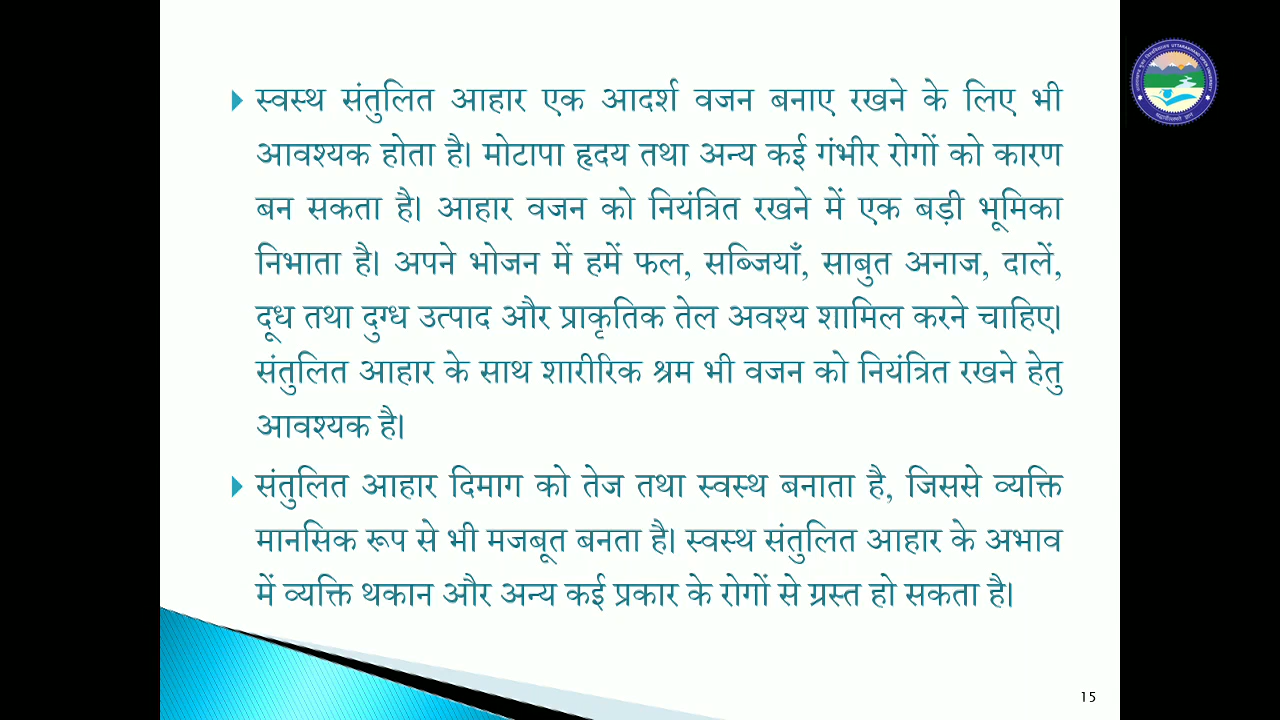 स्वस्थ संतुलित आहार एक आदर्श वजन बनाए रखने के लिए भी
आवश्यक होता है। मोटापा हृदय तथा अन्य कई गंभीर रोगों को कारण
बन सकता है। आहार वजन को नियंत्रित रखने में एक बड़ी भूमिका
निभाता है। अपने भोजन में हमें फल, सब्जियाँ, साबुत अनाज, दालें,
दूध तथा दुग्ध उत्पाद और प्राकृतिक तेल अवश्य शामिल करने चाहिए।
संतुलित आहार के साथ शारीरिक श्रम भी वजन को नियंत्रित रखने हेतु
आवश्यक है।
संतुलित आहार दिमाग को तेज तथा स्वस्थ बनाता है, जिससे व्यक्ति
मानसिक रूप से भी मजबूत बनता है। स्वस्थ संतुलित आहार के अभाव
में व्यक्ति थकान और अन्य कई प्रकार के रोगों से ग्रस्त हो सकता है।
15